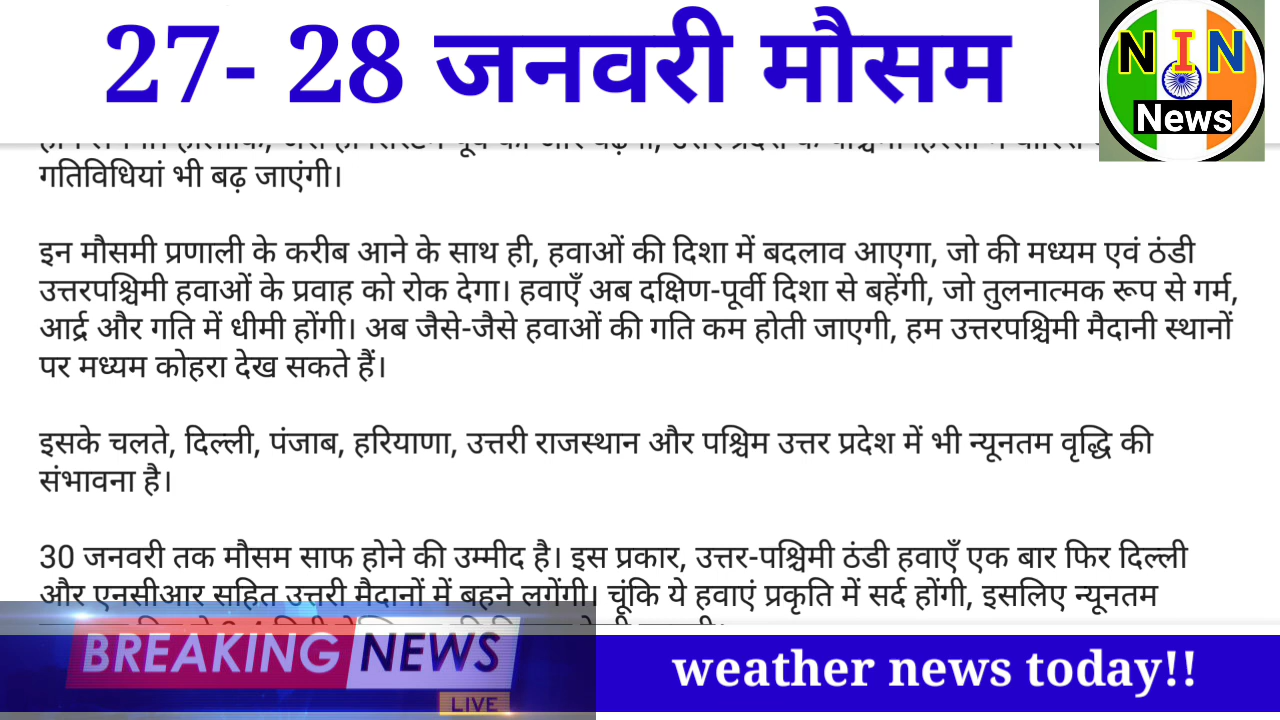 27- 28 जनवरी मौसम
N I N
News
गतिविधियां भी बढ़ जाएंगी।
इन मौसमी प्रणाली के करीब आने के साथ ही, हवाओं की दिशा में बदलाव आएगा, जो की मध्यम एवं ठंडी
उत्तरपश्चिमी हवाओं के प्रवाह को रोक देगा। हवाएँ अब दक्षिण-पूर्वी दिशा से बहेंगी, जो तुलनात्मक रूप से गर्म,
आर्द्र और गति में धीमी होंगी। अब जैसे-जैसे हवाओं की गति कम होती जाएगी, हम उत्तरपश्चिमी मैदानी स्थानों
पर मध्यम कोहरा देख सकते हैं।
इसके चलते, दिल्ली, पंजाब, हरियाणा, उत्तरी राजस्थान और पश्चिम उत्तर प्रदेश में भी न्यूनतम वृद्धि की
संभावना है।
30 जनवरी तक मौसम साफ होने की उम्मीद है। इस प्रकार, उत्तर-पश्चिमी ठंडी हवाएँ एक बार फिर दिल्ली
और एनसीआर सहित उत्तरी मैदानों में बहने लगेंगी। चूंकि ये हवाएं प्रकृति में सर्द होंगी, इसलिए न्यूनतम
BREAKING NEWS
LIVE
weather news today!!